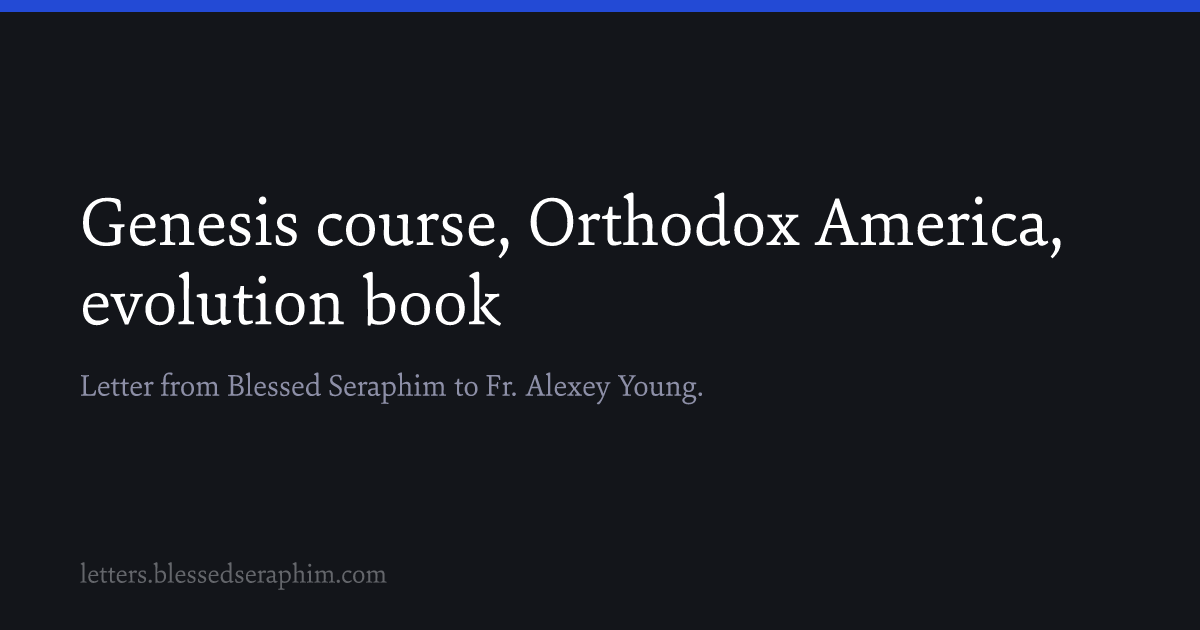 Genesis course, Orthodox America,
evolution book
Letter from Blessed Seraphim to Fr. Alexey Young.
letters.blessedseraphim.com